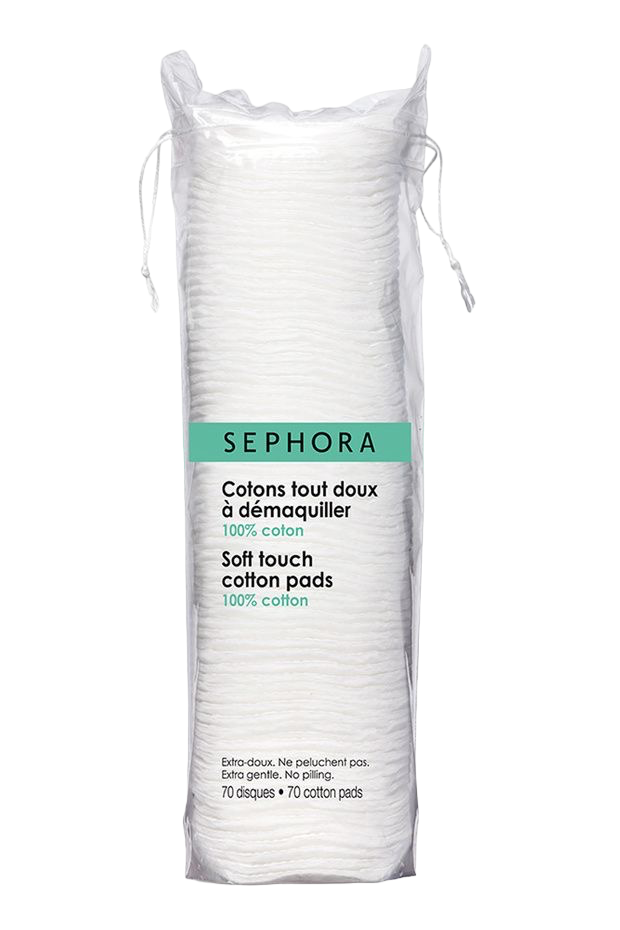 SEPHORA
Cotons tout doux
à démaquiller
100% coton
Soft touch
cotton pads
100% cotton
Extra-doux. Ne peluchent pas.
Extra gentle. No pilling.
70 disques • 70 cotton pads